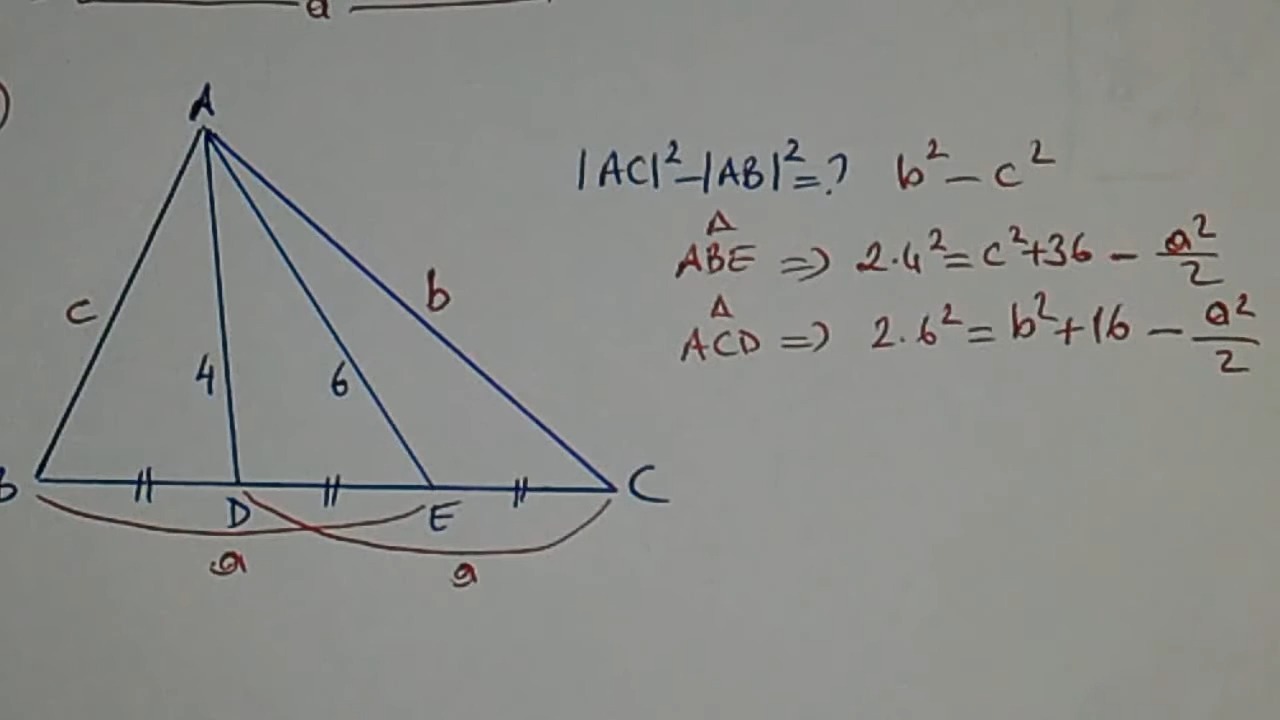 a
)
A
|AC|²-|AB|²=? b²-c²
ABE ⇒ 2.4²=c²+36-a²/2
ACD ⇒ 2.6²=b²+16-a²/2
c
b
4
6
B
D
E
C
a
a